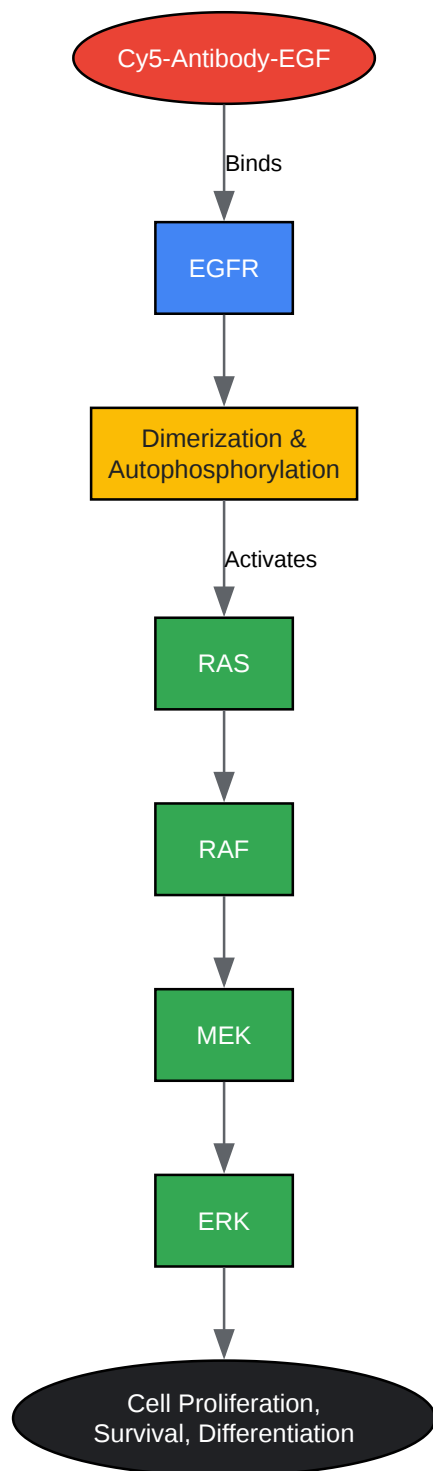 Cy5-Antibody-EGF
Binds
EGFR
Dimerization &
Autophosphorylation
Activates
RAS
RAF
MEK
ERK
Cell Proliferation,
Survival, Differentiation